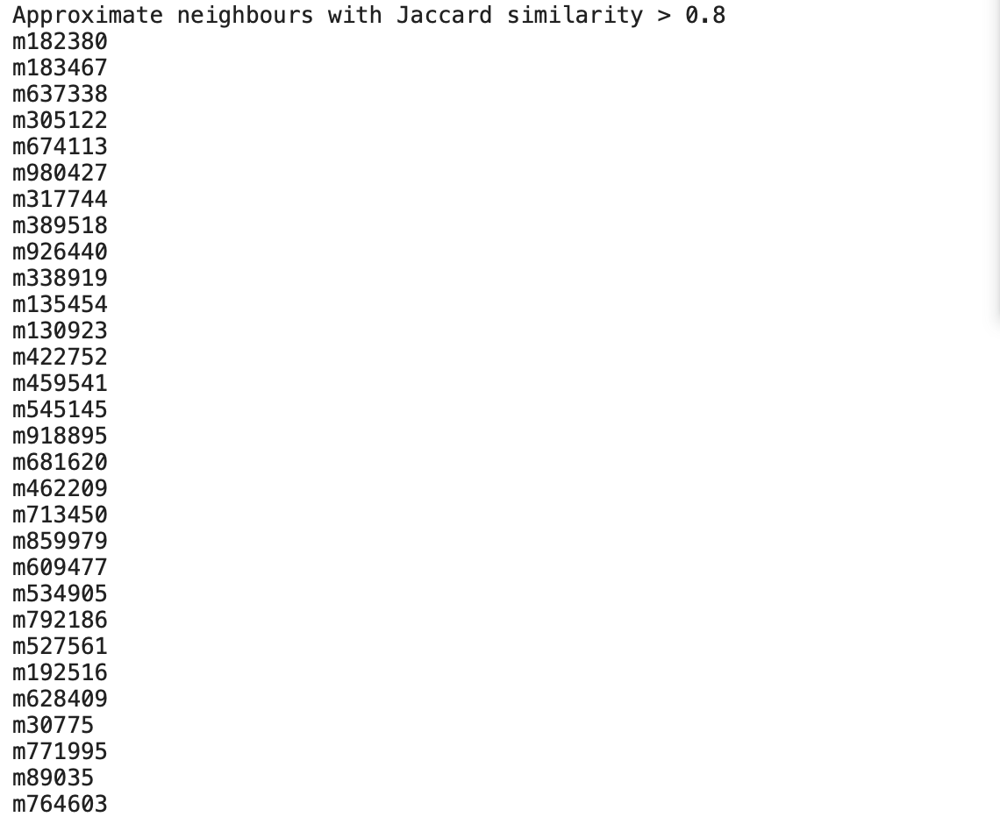 Approximate neighbours with Jaccard similarity > 0.8
m182380
m183467
m637338
m305122
m674113
m980427
m317744
m389518
m926440
m338919
m135454
m130923
m422752
m459541
m545145
m918895
m681620
m462209
m713450
m859979
m609477
m534905
m792186
m527561
m192516
m628409
m30775
m771995
m89035
m764603